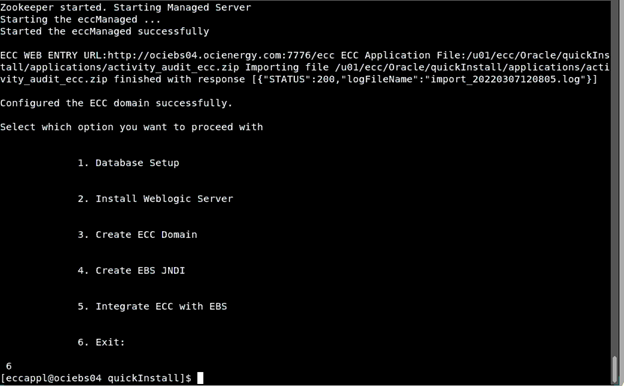 Zookeeper started. Starting Managed Server
Starting the eccManaged ...
Started the eccManaged successfully
ECC WEB ENTRY URL:http://ociebs04.ocienergy.com:7776/ecc ECC Application File:/u01/ecc/Oracle/quickIns
tall/applications/activity_audit_ecc.zip Importing file /u01/ecc/Oracle/quickInstall/applications/acti
vity_audit_ecc.zip finished with response [{"STATUS":200,"logFileName":"import_20220307120805.log"}]
Configured the ECC domain successfully.
Select which option you want to proceed with
1. Database Setup
2. Install Weblogic Server
3. Create ECC Domain
4. Create EBS JNDI
5. Integrate ECC with EBS
6. Exit:
6
[eccappl@ociebs04 quickInstall]$